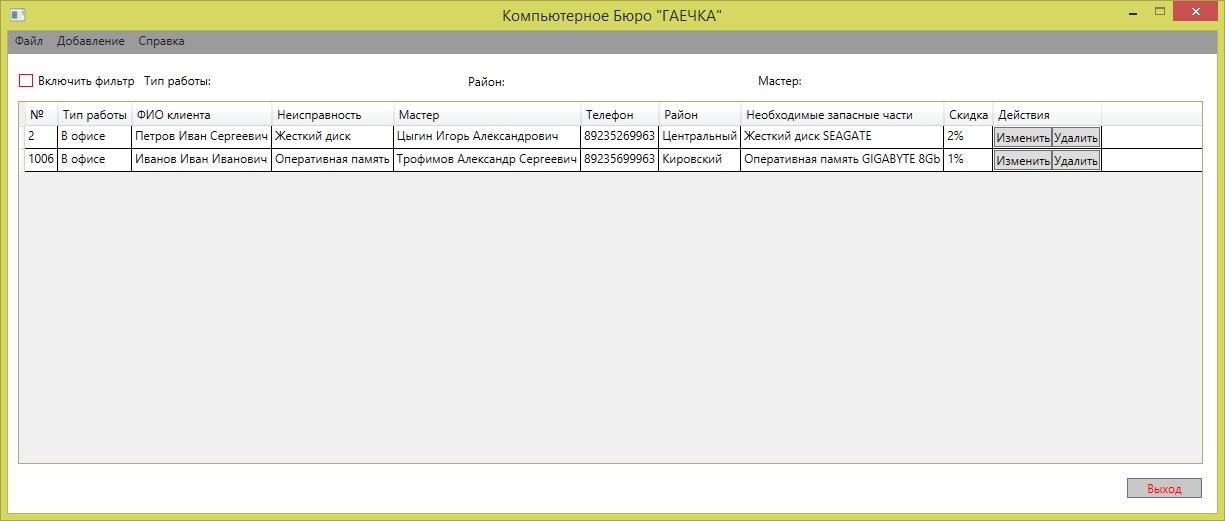 Компьютерное Бюро "ГАЕЧКА"
Файл Добавление Справка
Включить фильтр Тип работы: Район: Мастер:
№ Тип работы ФИО клиента Неисправность Мастер Телефон Район Необходимые запасные части Скидка Действия
2 В офисе Петров Иван Сергеевич Жесткий диск Цыгин Игорь Александрович 89235269963 Центральный Жесткий диск SEAGATE 2% Изменить Удалить
1006 В офисе Иванов Иван Иванович Оперативная память Трофимов Александр Сергеевич 89235699963 Кировский Оперативная память GIGABYTE 8Gb 1% Изменить Удалить
Выход